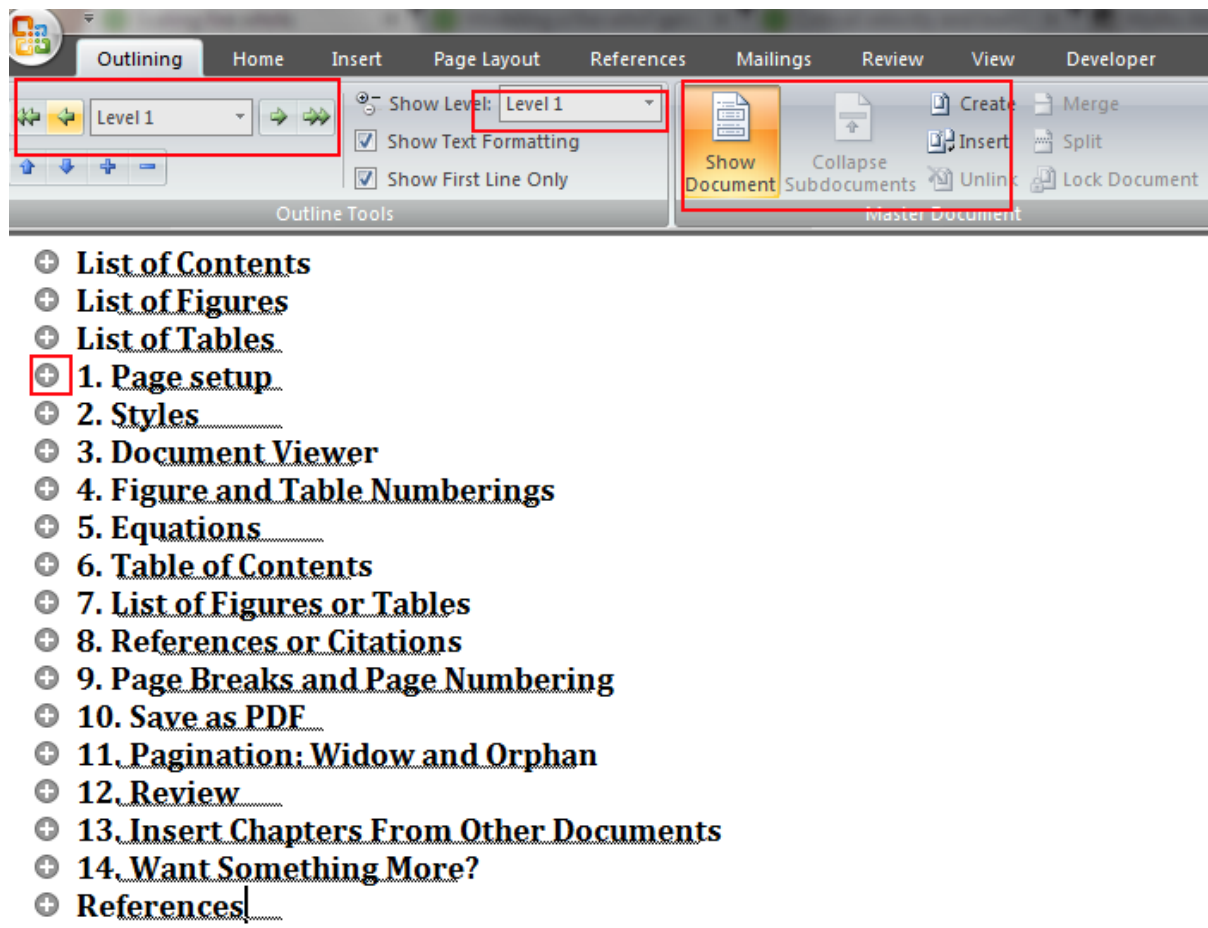 Outlining Home Insert Page Layout References Mailings Review View Developer
Level 1 Show Level: Level 1 Create Merge
Show Text Formatting Insert Split
Show Document Collapse Subdocuments Show First Line Only Unlink Lock Document
Outline Tools Master Document
List of Contents
List of Figures
List of Tables
1. Page setup
2. Styles
3. Document Viewer
4. Figure and Table Numberings
5. Equations
6. Table of Contents
7. List of Figures or Tables
8. References or Citations
9. Page Breaks and Page Numbering
10. Save as PDF
11. Pagination: Widow and Orphan
12. Review
13. Insert Chapters From Other Documents
14. Want Something More?
References